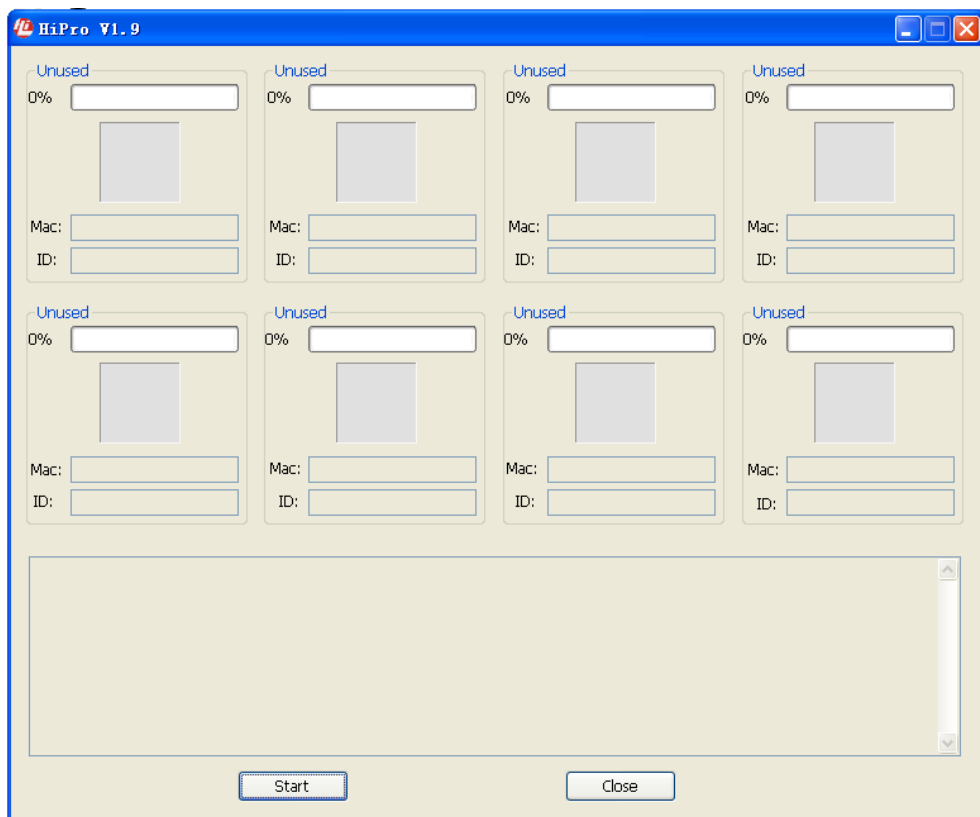 HiPro V1.9
Unused Unused Unused Unused
0% 0% 0% 0%
Mac: Mac: Mac: Mac:
ID: ID: ID: ID:
Unused Unused Unused Unused
0% 0% 0% 0%
Mac: Mac: Mac: Mac:
ID: ID: ID: ID:
Start Close